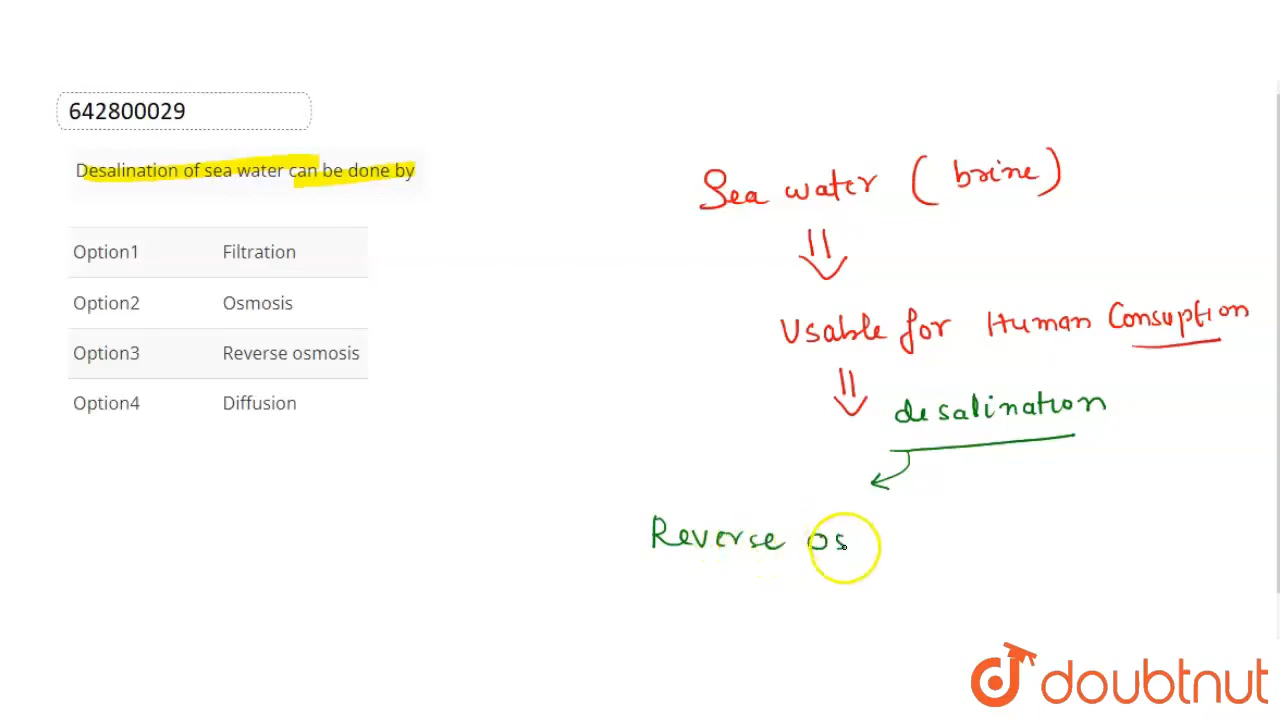 642800029
Desalination of sea water can be done by
Option1 Filtration
Option2 Osmosis
Option3 Reverse osmosis
Option4 Diffusion
Sea water (brine)
Usable for Human Consuption
desalination
Reverse os
doubtnut